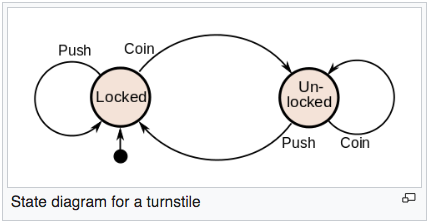 Push
Coin
Locked
Un-
locked
Push
Coin
State diagram for a turnstile